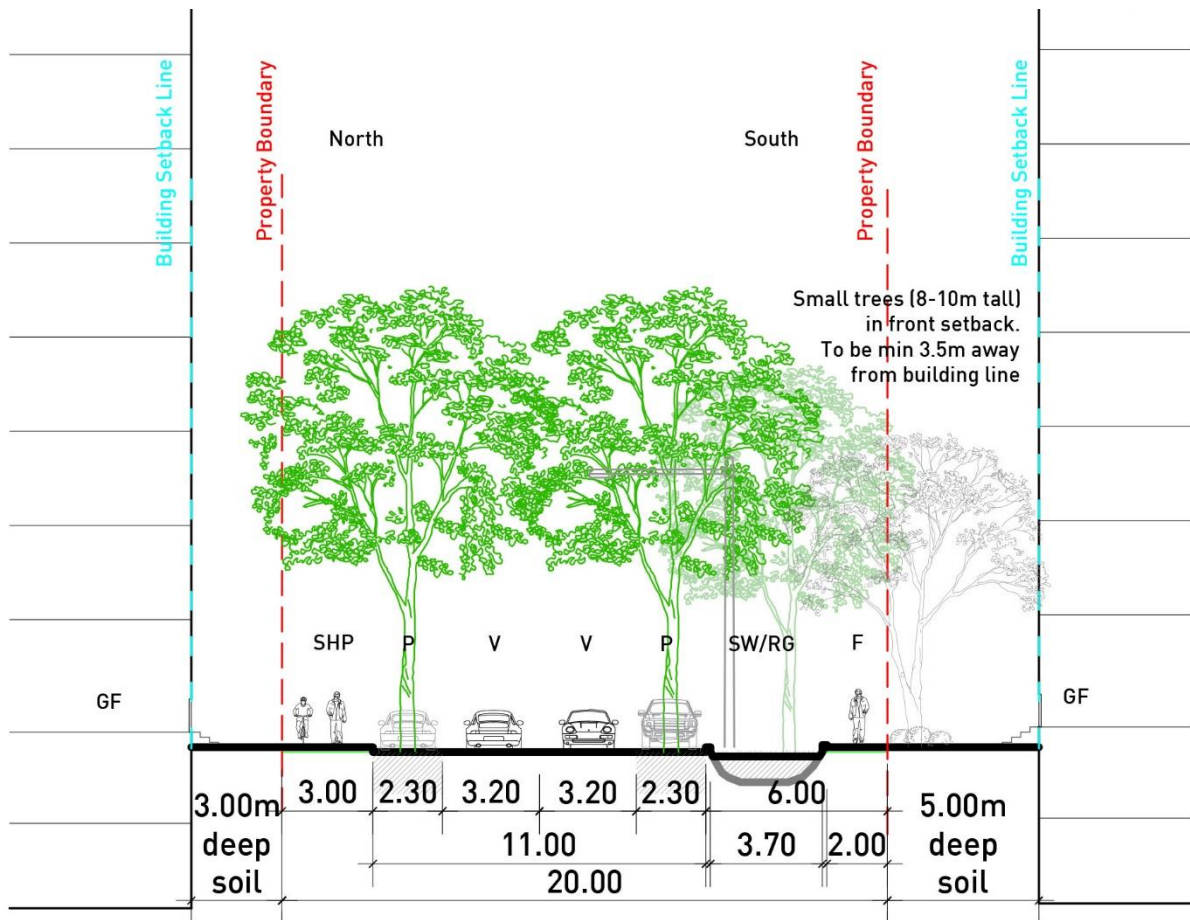 Building Setback Line
Property Boundary
North
South
Property Boundary
Building Setback Line
Small trees (8-10m tall)
in front setback.
To be min 3.5m away
from building line
SHP
P
V
V
P
SW/RG
F
GF
GF
3.00m
deep
soil
3.00
2.30
3.20
3.20
2.30
6.00
11.00
3.70
2.00
20.00
5.00m
deep
soil